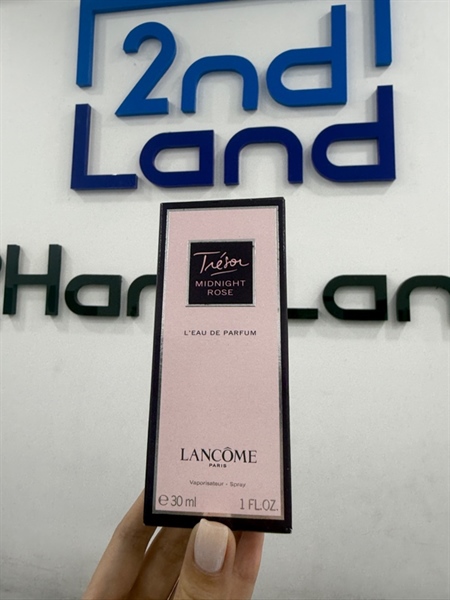 2nd
Land
Trésor
MIDNIGHT
ROSE
L'EAU DE PARFUM
LANCÔME
PARIS
Vaporisateur - Spray
℮ 30 ml 1 FL.OZ.